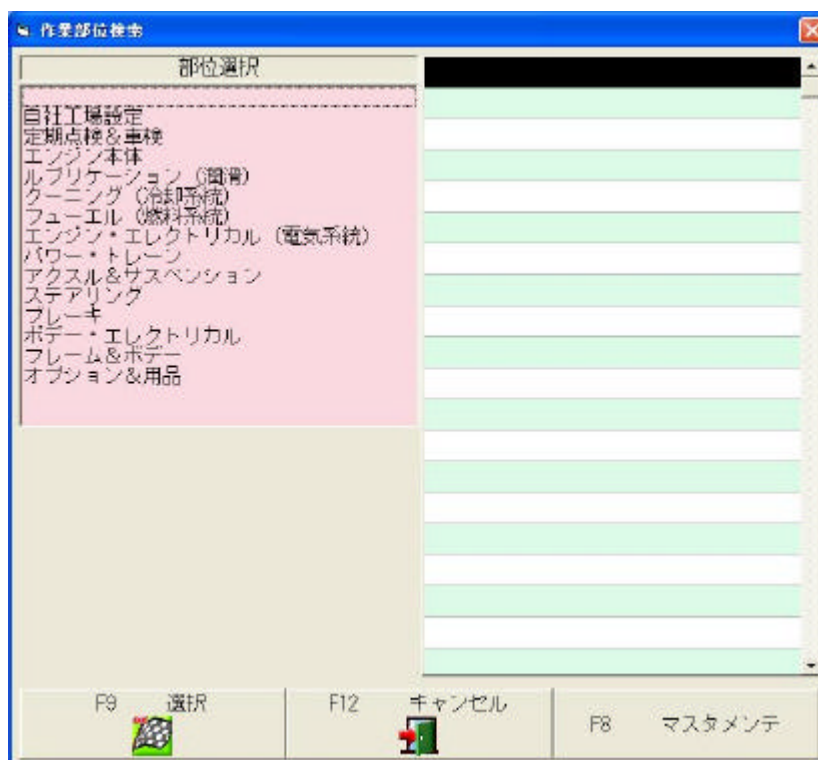 作業部位検索
部位選択
自社工場設定
定期点検&車検
エンジン本体
ルブリケーション（潤滑）
クーニング（冷却系統）
フューエル（燃料系統）
エンジン・エレクトリカル（電気系統）
パワー・トレーン
アクスル&サスペンション
ステアリング
ブレーキ
ボデー・エレクトリカル
フレーム&ボデー
オプション&用品
F9 選択
F12 キャンセル
F8 マスタメンテ